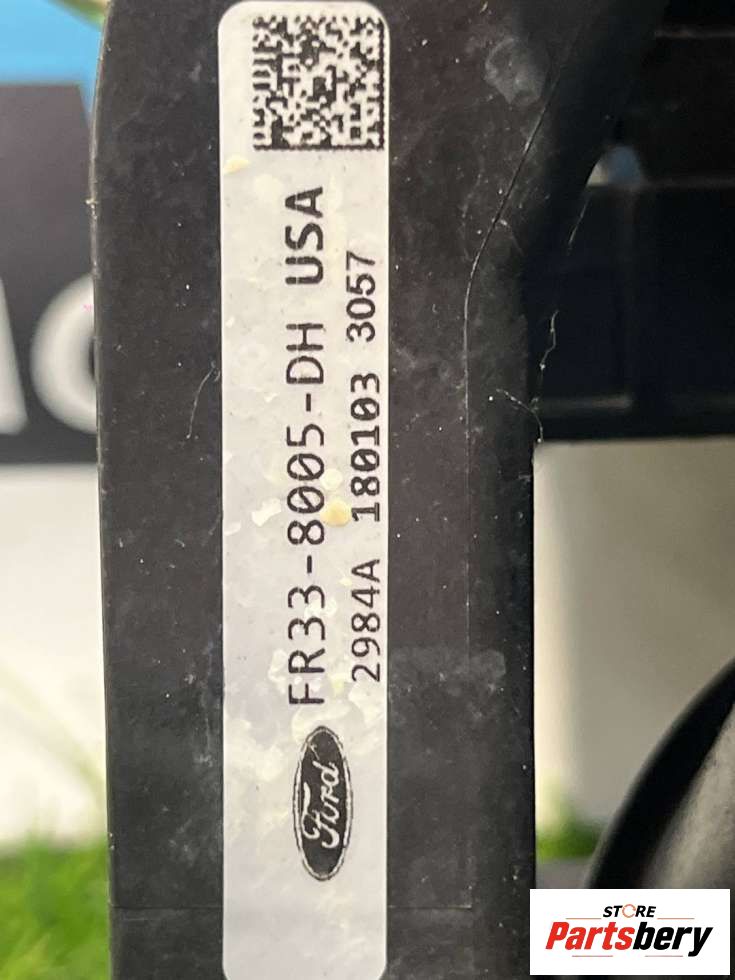 FR33-8005-DH USA
2984A 180103 3057
Ford
STORE
Partsbery